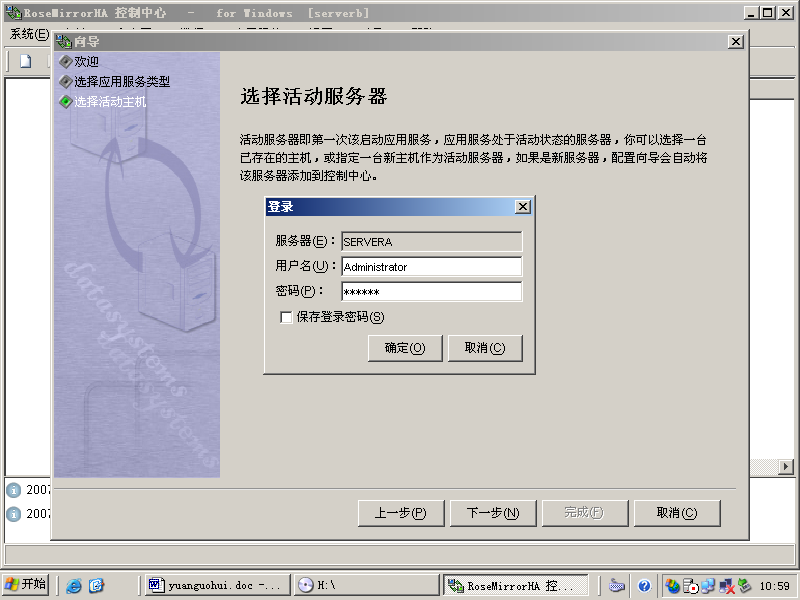 RoseMirrorHA 控制中心 - for Windows [serverb]
系统(E)
向导
欢迎
选择应用服务类型
选择活动主机
选择活动服务器
活动服务器即第一次该启动应用服务，应用服务处于活动状态的服务器，你可以选择一台
已存在的主机，或指定一台新主机作为活动服务器，如果是新服务器，配置向导会自动将
该服务器添加到控制中心。
登录
服务器(E)： SERVERA
用户名(U)： Administrator
密码(P)： ******
保存登录密码(S)
确定(O) 取消(C)
datasystems
datasystems
2007
2007
上一步(P) 下一步(N) 完成(F) 取消(C)
开始 yuanguohui.doc -... H:\ RoseMirrorHA 控... 10:59